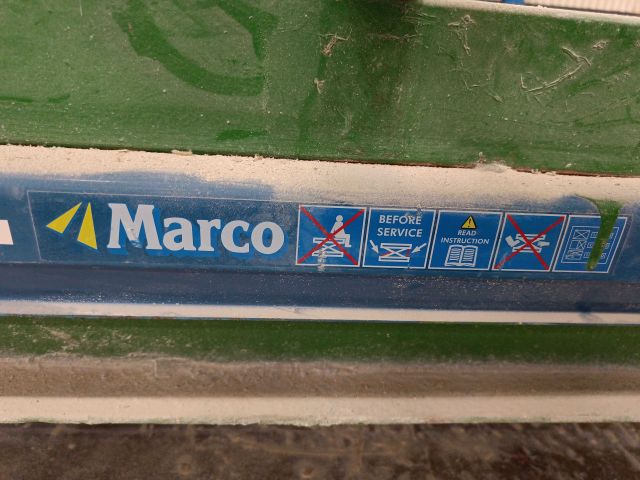 Marco
BEFORE
SERVICE
READ
INSTRUCTION